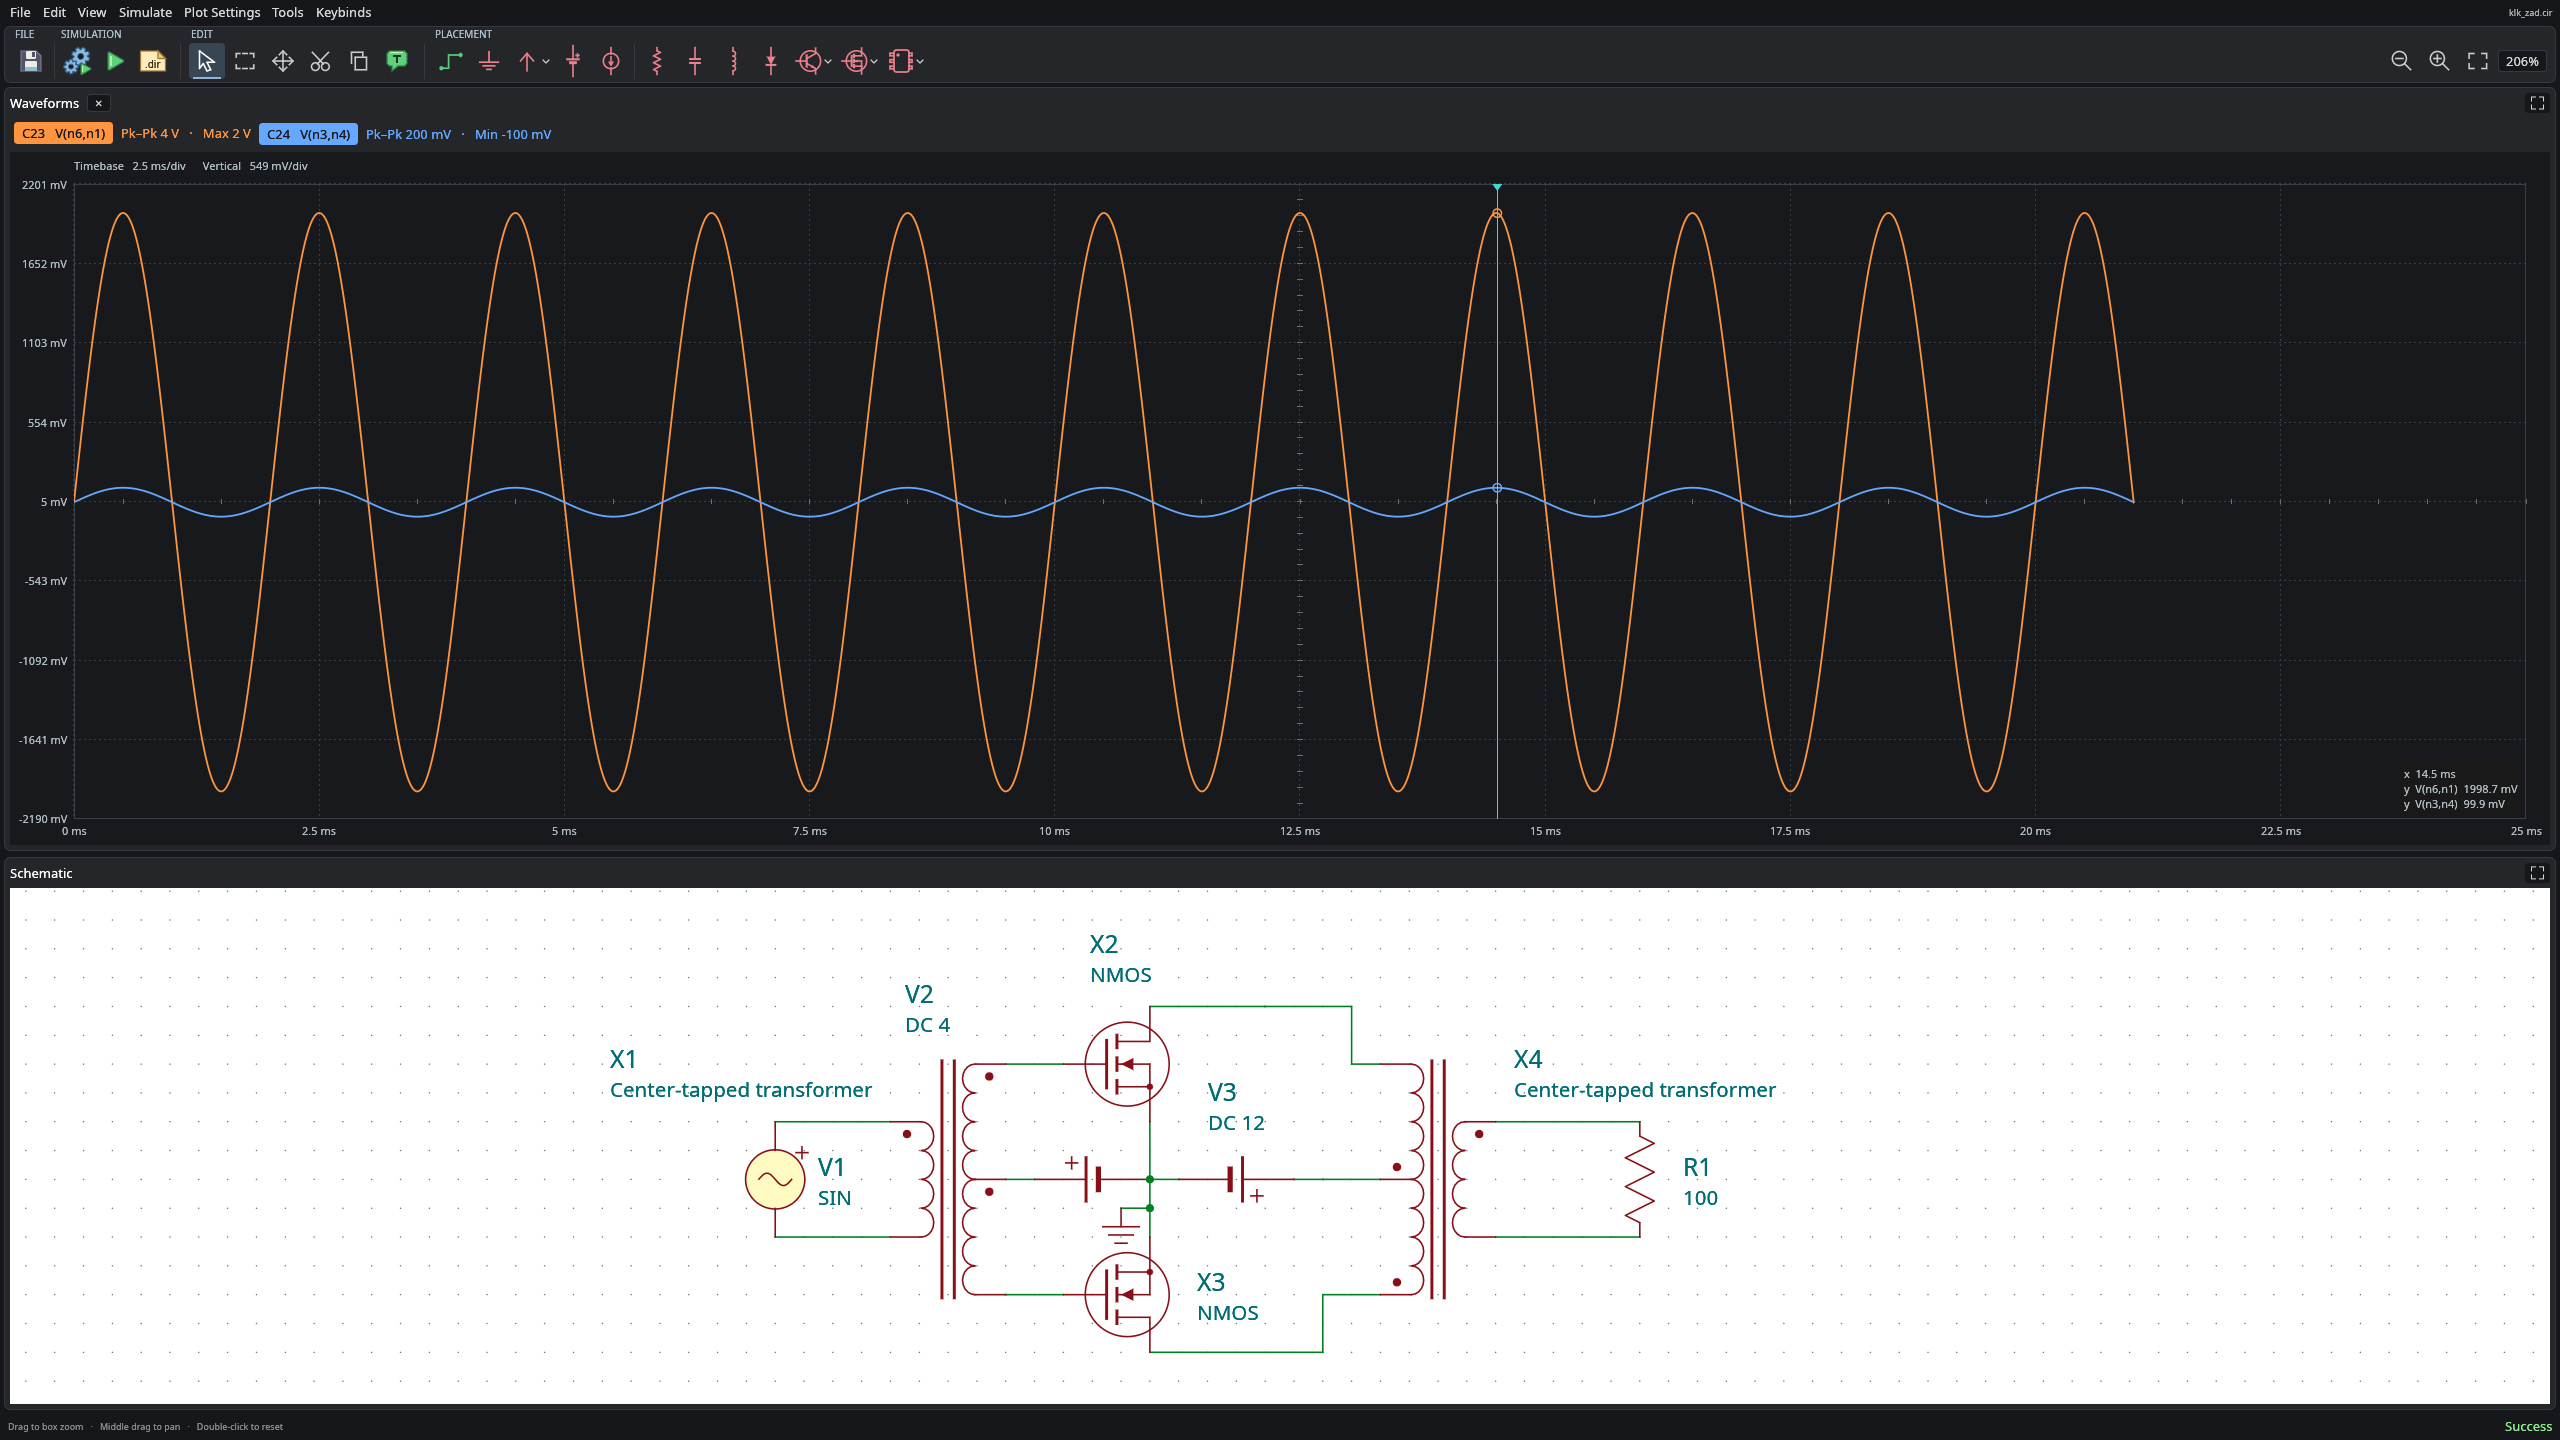 File Edit View Simulate Plot Settings Tools Keybinds
klk_zad.cir
FILE SIMULATION EDIT PLACEMENT
.dir
T
206%
Waveforms ×
C23 V(n6,n1) Pk–Pk 4 V · Max 2 V C24 V(n3,n4) Pk–Pk 200 mV · Min -100 mV
Timebase 2.5 ms/div Vertical 549 mV/div
2201 mV
1652 mV
1103 mV
554 mV
5 mV
-543 mV
-1092 mV
-1641 mV
-2190 mV
x 14.5 ms
y V(n6,n1) 1998.7 mV
y V(n3,n4) 99.9 mV
0 ms 2.5 ms 5 ms 7.5 ms 10 ms 12.5 ms 15 ms 17.5 ms 20 ms 22.5 ms 25 ms
Schematic
X2
NMOS
V2
DC 4
X1
Center-tapped transformer
V3
DC 12
X4
Center-tapped transformer
V1
SIN
R1
100
X3
NMOS
Drag to box zoom · Middle drag to pan · Double-click to reset
Success